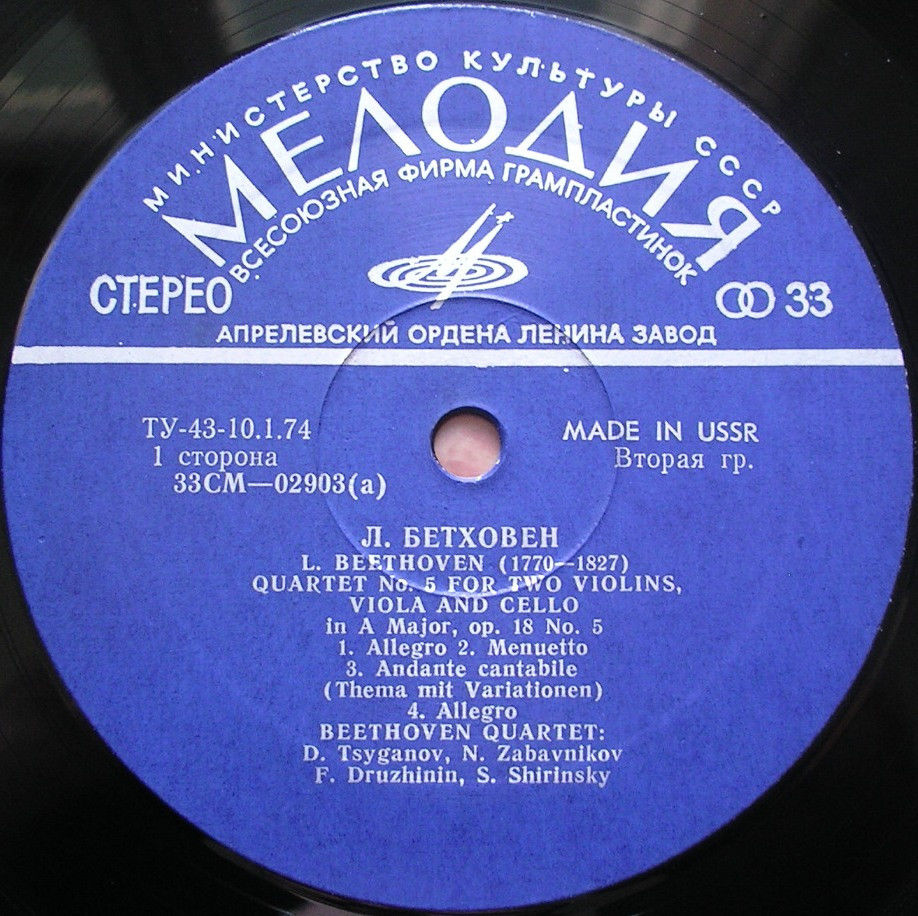 МИНИСТЕРСТВО КУЛЬТУРЫ СССР
МЕЛОДИЯ
ВСЕСОЮЗНАЯ ФИРМА ГРАМПЛАСТИНОК
СТЕРЕО
33
АПРЕЛЕВСКИЙ ОРДЕНА ЛЕНИНА ЗАВОД
ТУ-43-10.1.74
1 сторона
33СМ—02903(а)
MADE IN USSR
Вторая гр.
Л. БЕТХОВЕН
L. BEETHOVEN (1770—1827)
QUARTET No. 5 FOR TWO VIOLINS,
VIOLA AND CELLO
in A Major, op. 18 No. 5
1. Allegro 2. Menuetto
3. Andante cantabile
(Thema mit Variationen)
4. Allegro
BEETHOVEN QUARTET:
D. Tsyganov, N. Zabavnikov
F. Druzhinin, S. Shirinsky